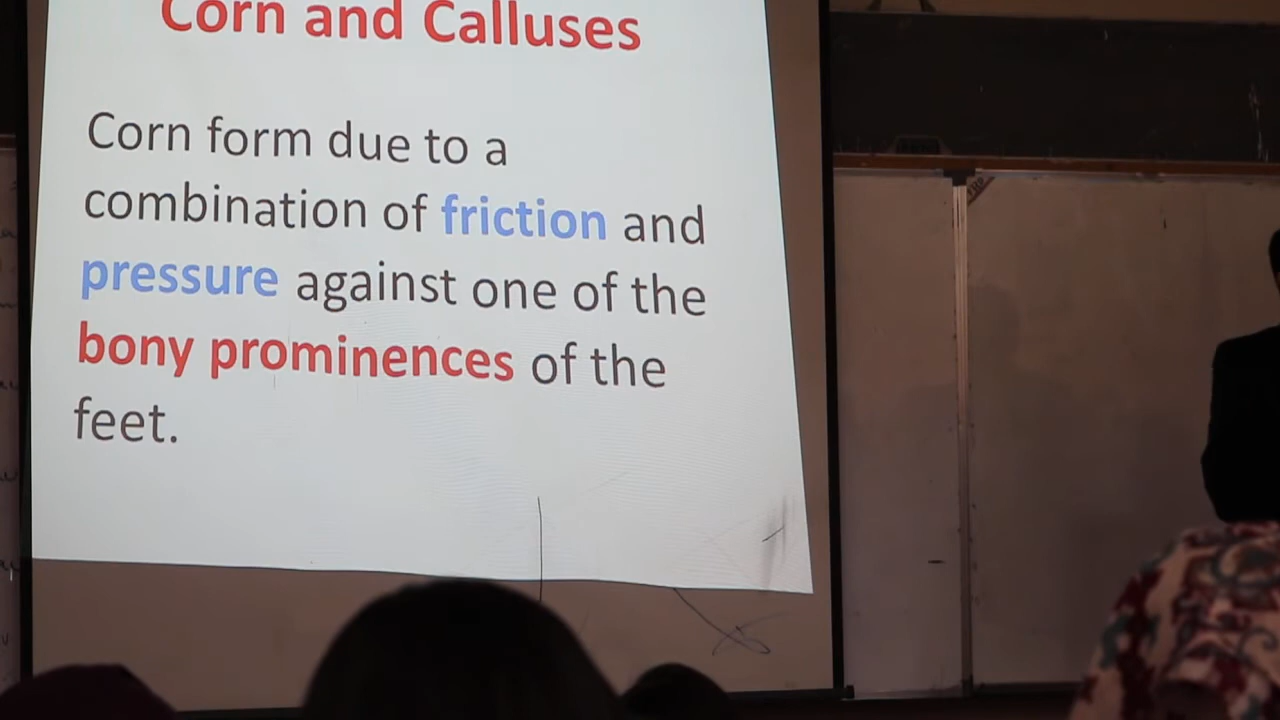 Corn and Calluses
Corn form due to a
combination of friction and
pressure against one of the
bony prominences of the
feet.